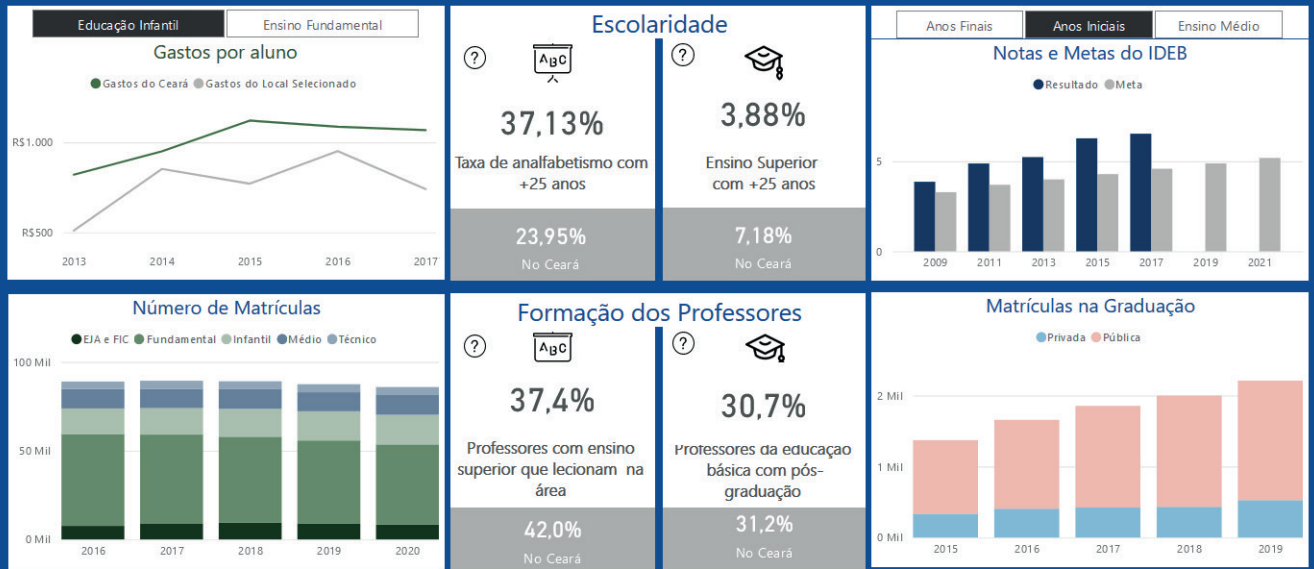 Educação Infantil
Ensino Fundamental
Gastos por aluno
Gastos do Ceará
Gastos do Local Selecionado
R$1.000
R$500
2013
2014
2015
2016
2017
Escolaridade
?
ABC
37,13%
Taxa de analfabetismo com
+25 anos
23,95%
No Ceará
?
3,88%
Ensino Superior
com +25 anos
7,18%
No Ceará
Anos Finais
Anos Iniciais
Ensino Médio
Notas e Metas do IDEB
Resultado
Meta
5
0
2009
2011
2013
2015
2017
2019
2021
Número de Matrículas
EJA e FIC
Fundamental
Infantil
Médio
Técnico
100 Mil
50 Mil
0 Mil
2016
2017
2018
2019
2020
Formação dos Professores
?
ABC
37,4%
Professores com ensino
superior que lecionam na
área
42,0%
No Ceará
?
30,7%
Professores da educação
básica com pós-
graduação
31,2%
No Ceará
Matrículas na Graduação
Privada
Pública
2 Mil
1 Mil
0 Mil
2015
2016
2017
2018
2019